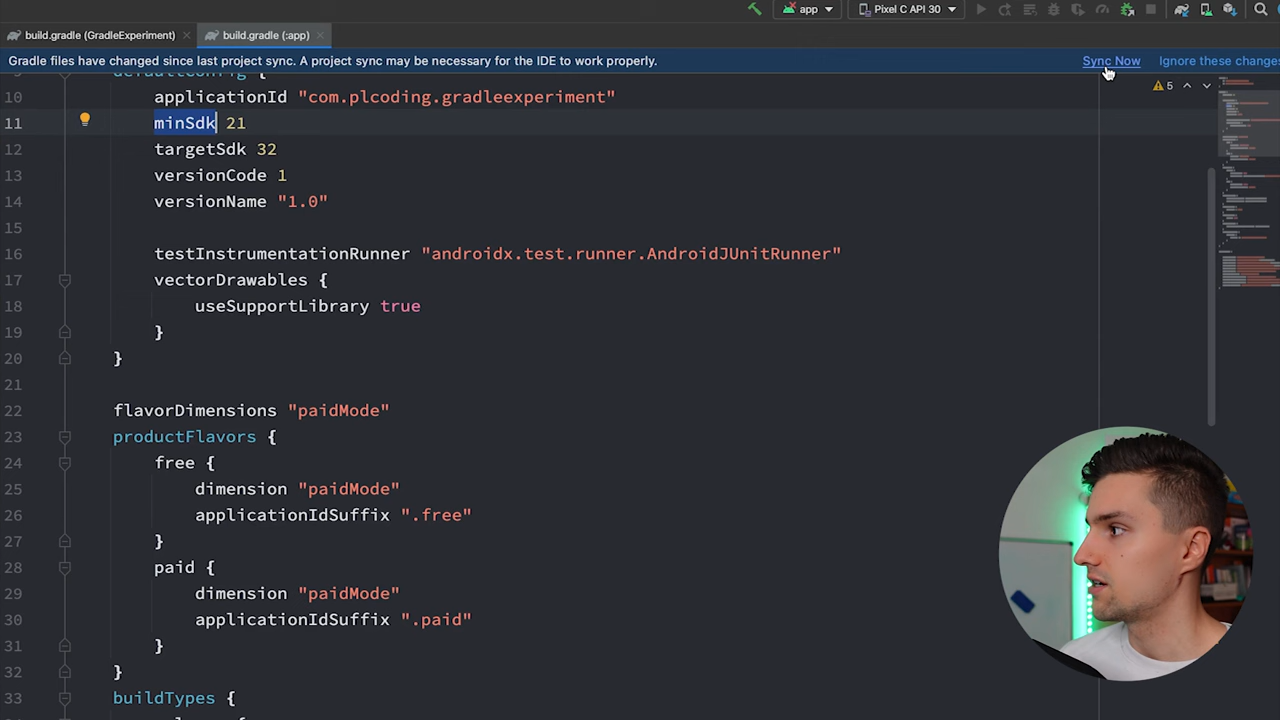 app
Pixel C API 30
build.gradle (GradleExperiment)
build.gradle (:app)
Gradle files have changed since last project sync. A project sync may be necessary for the IDE to work properly.
Sync Now
Ignore these changes
5
defaultConfig {
10 applicationId "com.plcoding.gradleexperiment"
11 minSdk 21
12 targetSdk 32
13 versionCode 1
14 versionName "1.0"
15
16 testInstrumentationRunner "androidx.test.runner.AndroidJUnitRunner"
17 vectorDrawables {
18 useSupportLibrary true
19 }
20 }
21
22 flavorDimensions "paidMode"
23 productFlavors {
24 free {
25 dimension "paidMode"
26 applicationIdSuffix ".free"
27 }
28 paid {
29 dimension "paidMode"
30 applicationIdSuffix ".paid"
31 }
32 }
33 buildTypes {